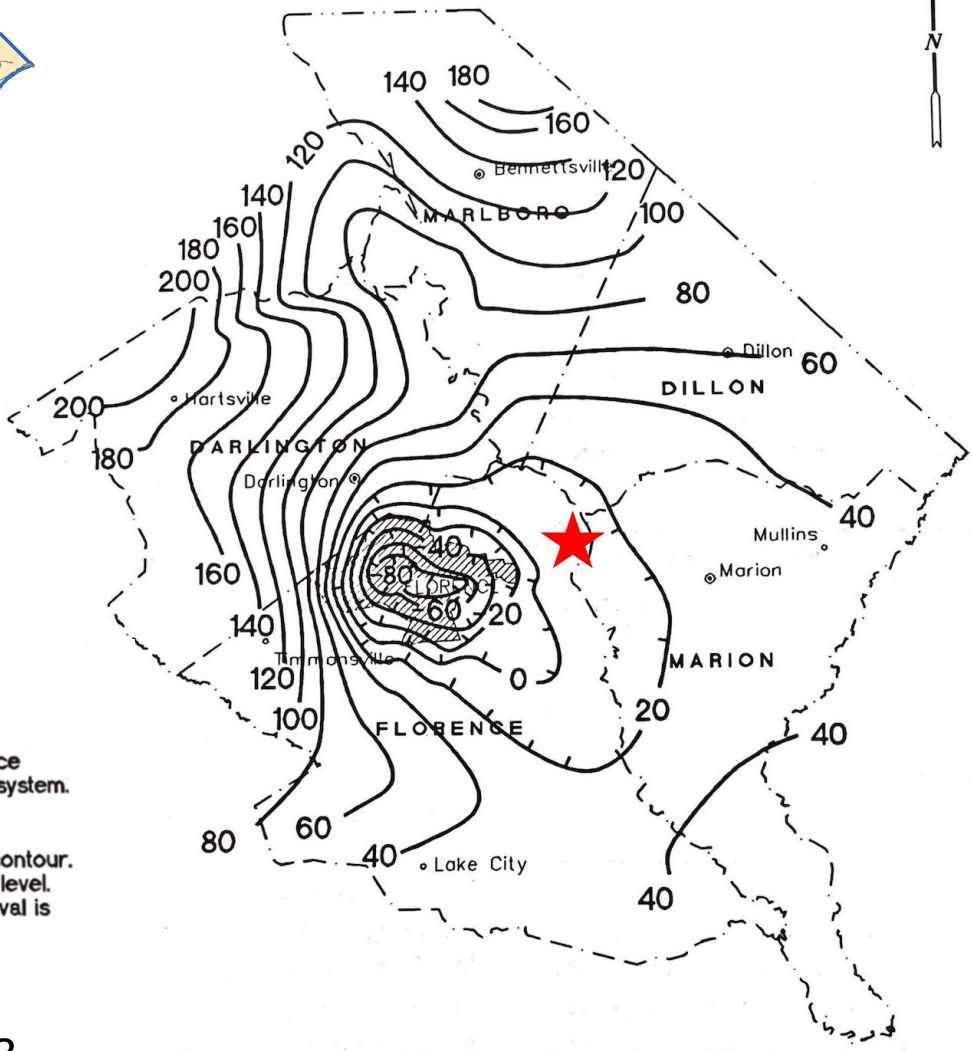 140 180
N
160
120
Bennettsville
120
140
MARLBORO
100
160
180
200
80
Dillon
60
DILLON
200
Hartsville
180
DARLINGTON
Darlington
40
Mullins
40
160
80
Marion
60
20
140
Timmonsville
MARION
120
0
100
20
FLORENCE
40
ce
system.
80
60
40
ontour.
Lake City
level.
40
val is